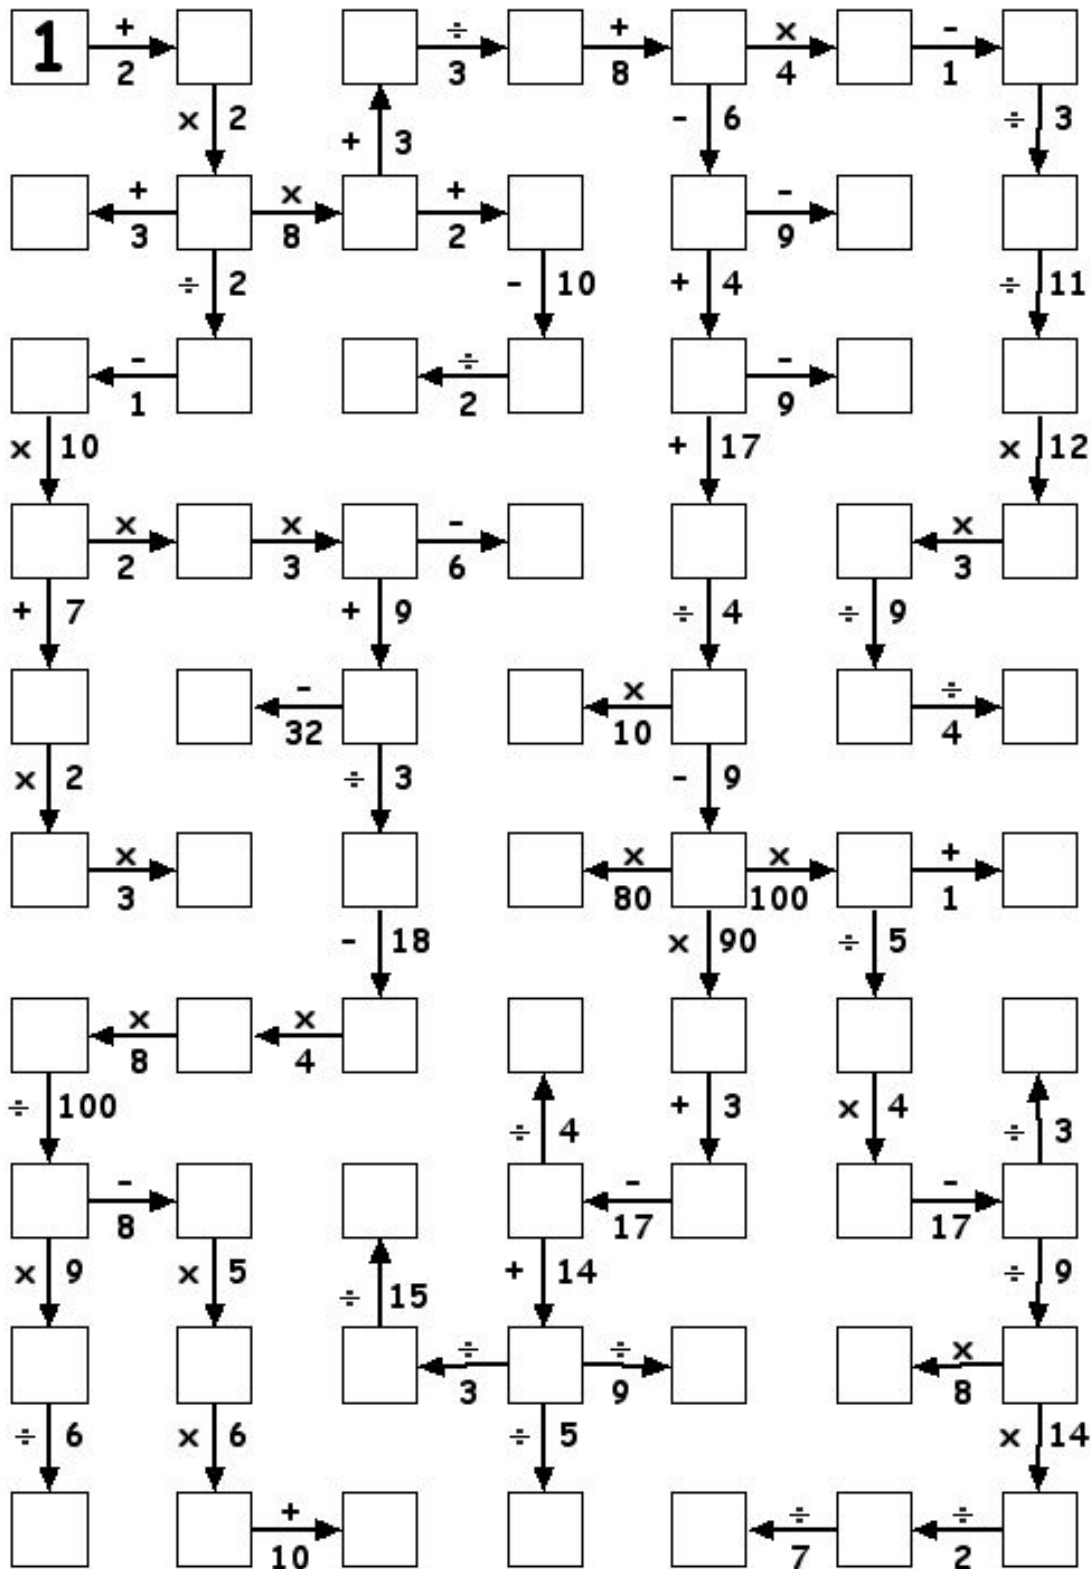 1 + 2 ÷ 3 + 8 × 4 - 1
× 2 + 3 - 6 ÷ 3
+ 3 × 8 + 2 - 9
÷ 2 - 10 + 4 ÷ 11
- 1 ÷ 2 - 9
× 10 + 17 × 12
× 2 × 3 - 6 × 3
+ 7 + 9 ÷ 4 ÷ 9
- 32 × 10 ÷ 4
× 2 ÷ 3 - 9
× 3 × 80 × 100 + 1
- 18 × 90 ÷ 5
× 8 × 4
÷ 100 ÷ 4 + 3 × 4 ÷ 3
- 8 - 17 - 17
× 9 × 5 ÷ 15 + 14 ÷ 9
÷ 3 ÷ 9 × 8
÷ 6 × 6 ÷ 5 × 14
+ 10 ÷ 7 ÷ 2